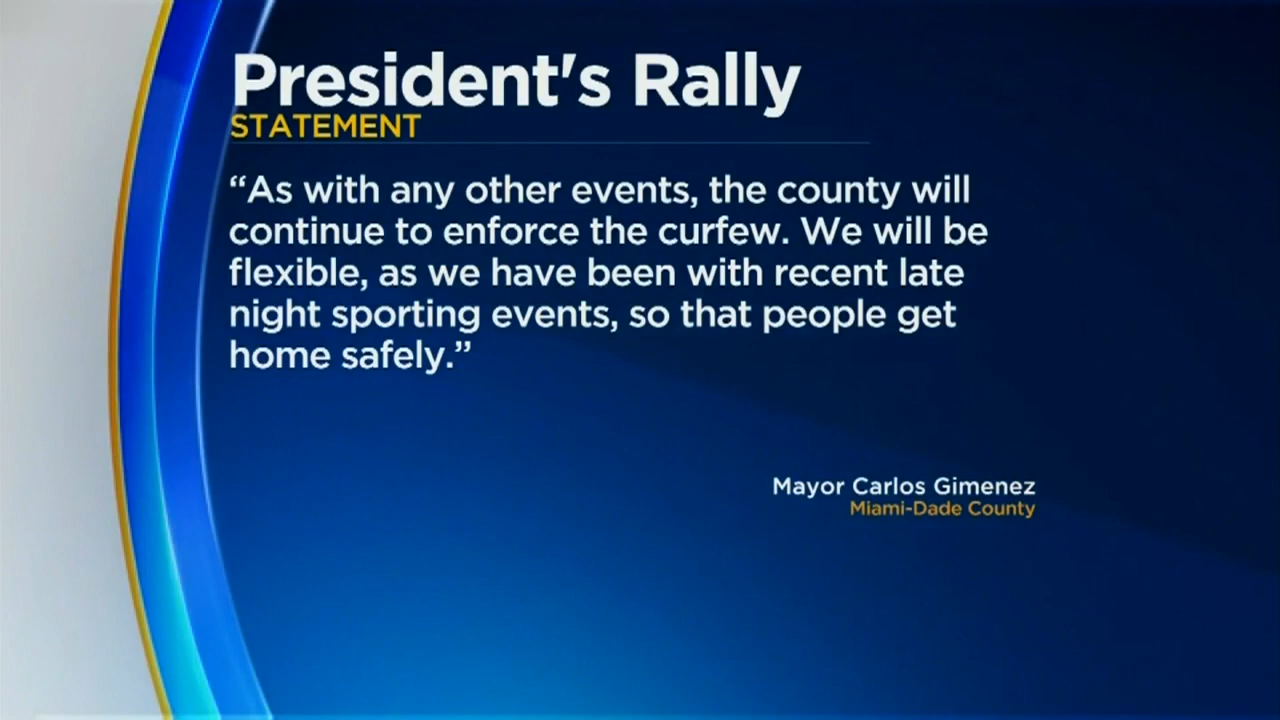 President's Rally
STATEMENT
“As with any other events, the county will
continue to enforce the curfew. We will be
flexible, as we have been with recent late
night sporting events, so that people get
home safely.”
Mayor Carlos Gimenez
Miami-Dade County